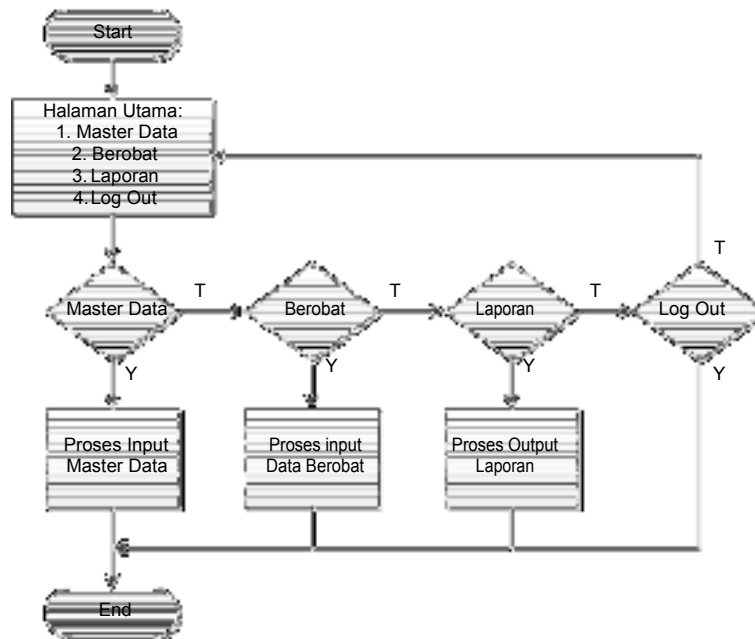 Start
Halaman Utama:
1. Master Data
2. Berobat
3. Laporan
4. Log Out
T
Master Data
T
Berobat
T
Laporan
T
Log Out
Y
Y
Y
Y
Proses Input
Master Data
Proses input
Data Berobat
Proses Output
Laporan
End